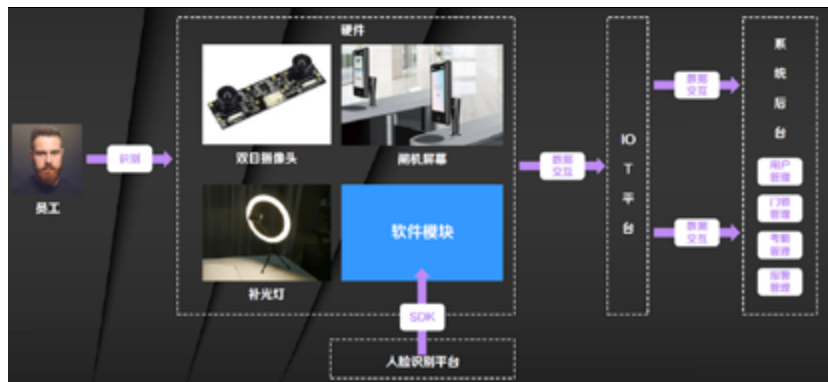 硬件
双目摄像头
闸机屏幕
员工
识别
补光灯
软件模块
SDK
人脸识别平台
数据
交互
IO
T
平
台
数据
交互
数据
交互
系
统
后
台
用户
管理
门锁
管理
考勤
管理
报警
管理